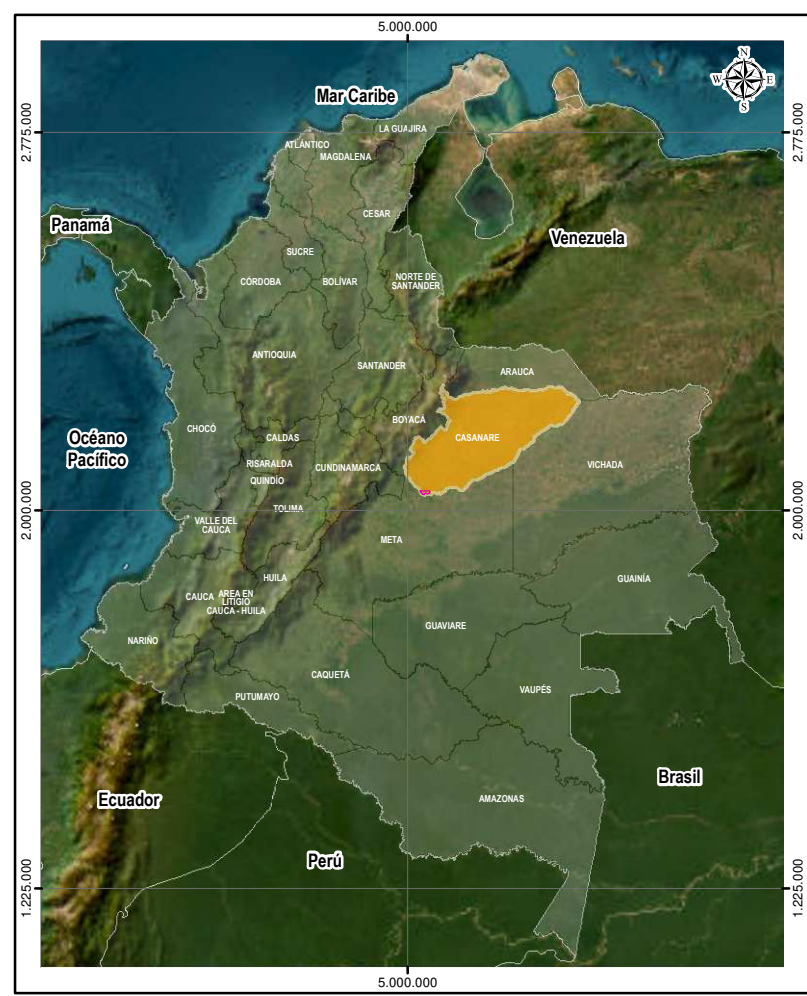 5.000.000
N
W
E
S
Mar Caribe
2.775.000
2.775.000
LA GUAJIRA
ATLÁNTICO
MAGDALENA
CESAR
Panamá
Venezuela
SUCRE
NORTE DE
SANTANDER
CÓRDOBA
BOLÍVAR
ANTIOQUIA
SANTANDER
ARAUCA
BOYACÁ
CHOCÓ
CALDAS
CASANARE
Océano
Pacífico
RISARALDA
CUNDINAMARCA
VICHADA
QUINDÍO
2.000.000
2.000.000
TOLIMA
VALLE DEL
CAUCA
META
HUILA
GUAINÍA
CAUCA
AREA EN
LITIGIO
CAUCA - HUILA
GUAVIARE
NARIÑO
CAQUETÁ
VAUPÉS
PUTUMAYO
Brasil
Ecuador
AMAZONAS
Perú
1.225.000
1.225.000
5.000.000